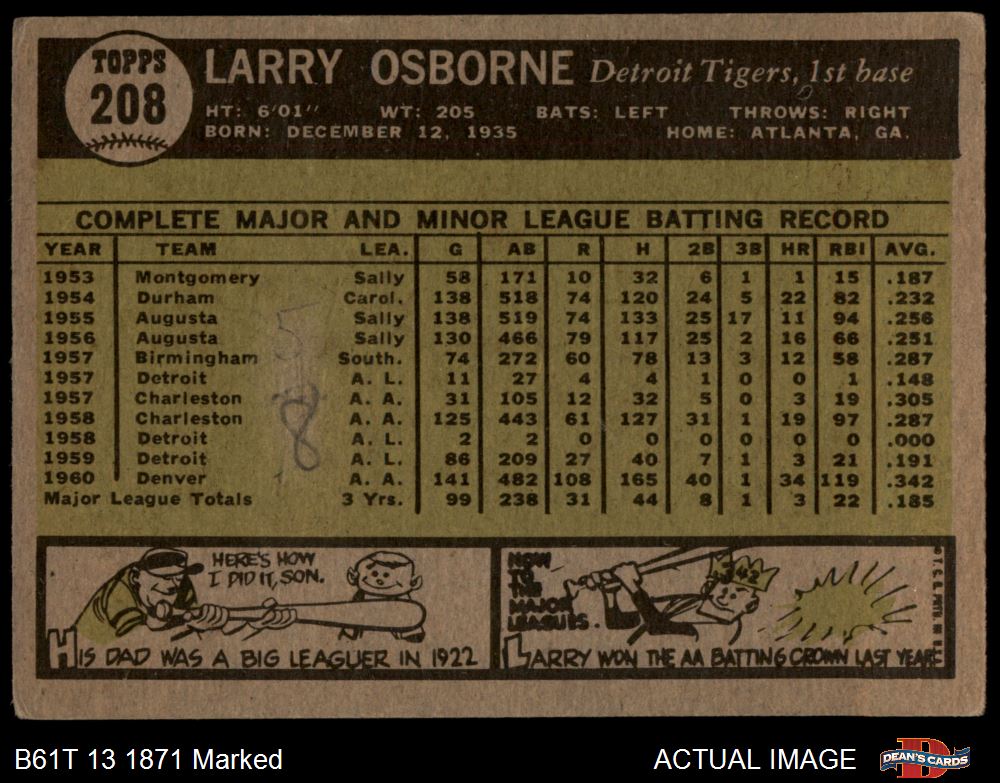 TOPPS
208
LARRY OSBORNE Detroit Tigers, 1st base
HT: 6'01" WT: 205 BATS: LEFT THROWS: RIGHT
BORN: DECEMBER 12, 1935 HOME: ATLANTA, GA.
COMPLETE MAJOR AND MINOR LEAGUE BATTING RECORD
YEAR TEAM LEA. G AB R H 2B 3B HR RBI AVG.
1953 Montgomery Sally 58 171 10 32 6 1 1 15 .187
1954 Durham Carol. 138 518 74 120 24 5 22 82 .232
1955 Augusta Sally 138 519 74 133 25 17 11 94 .256
1956 Augusta Sally 130 466 79 117 25 2 16 66 .251
1957 Birmingham South. 74 272 60 78 13 3 12 58 .287
1957 Detroit A. L. 11 27 4 4 1 0 0 1 .148
1957 Charleston A. A. 31 105 12 32 5 0 3 19 .305
1958 Charleston A. A. 125 443 61 127 31 1 19 97 .287
1958 Detroit A. L. 2 2 0 0 0 0 0 0 .000
1959 Detroit A. L. 86 209 27 40 7 1 3 21 .191
1960 Denver A. A. 141 482 108 165 40 1 34 119 .342
Major League Totals 3 Yrs. 99 238 31 44 8 1 3 22 .185
5
8
HERE'S HOW
I DID IT, SON.
HIS DAD WAS A BIG LEAGUER IN 1922
NOW
TO
THE
MAJOR
LEAGUES.
.342
LARRY WON THE AA BATTING CROWN LAST YEAR
© T. C. G. PRTD. IN U.S.A.
B61T 13 1871 Marked
ACTUAL IMAGE
D
DEAN'S CARDS